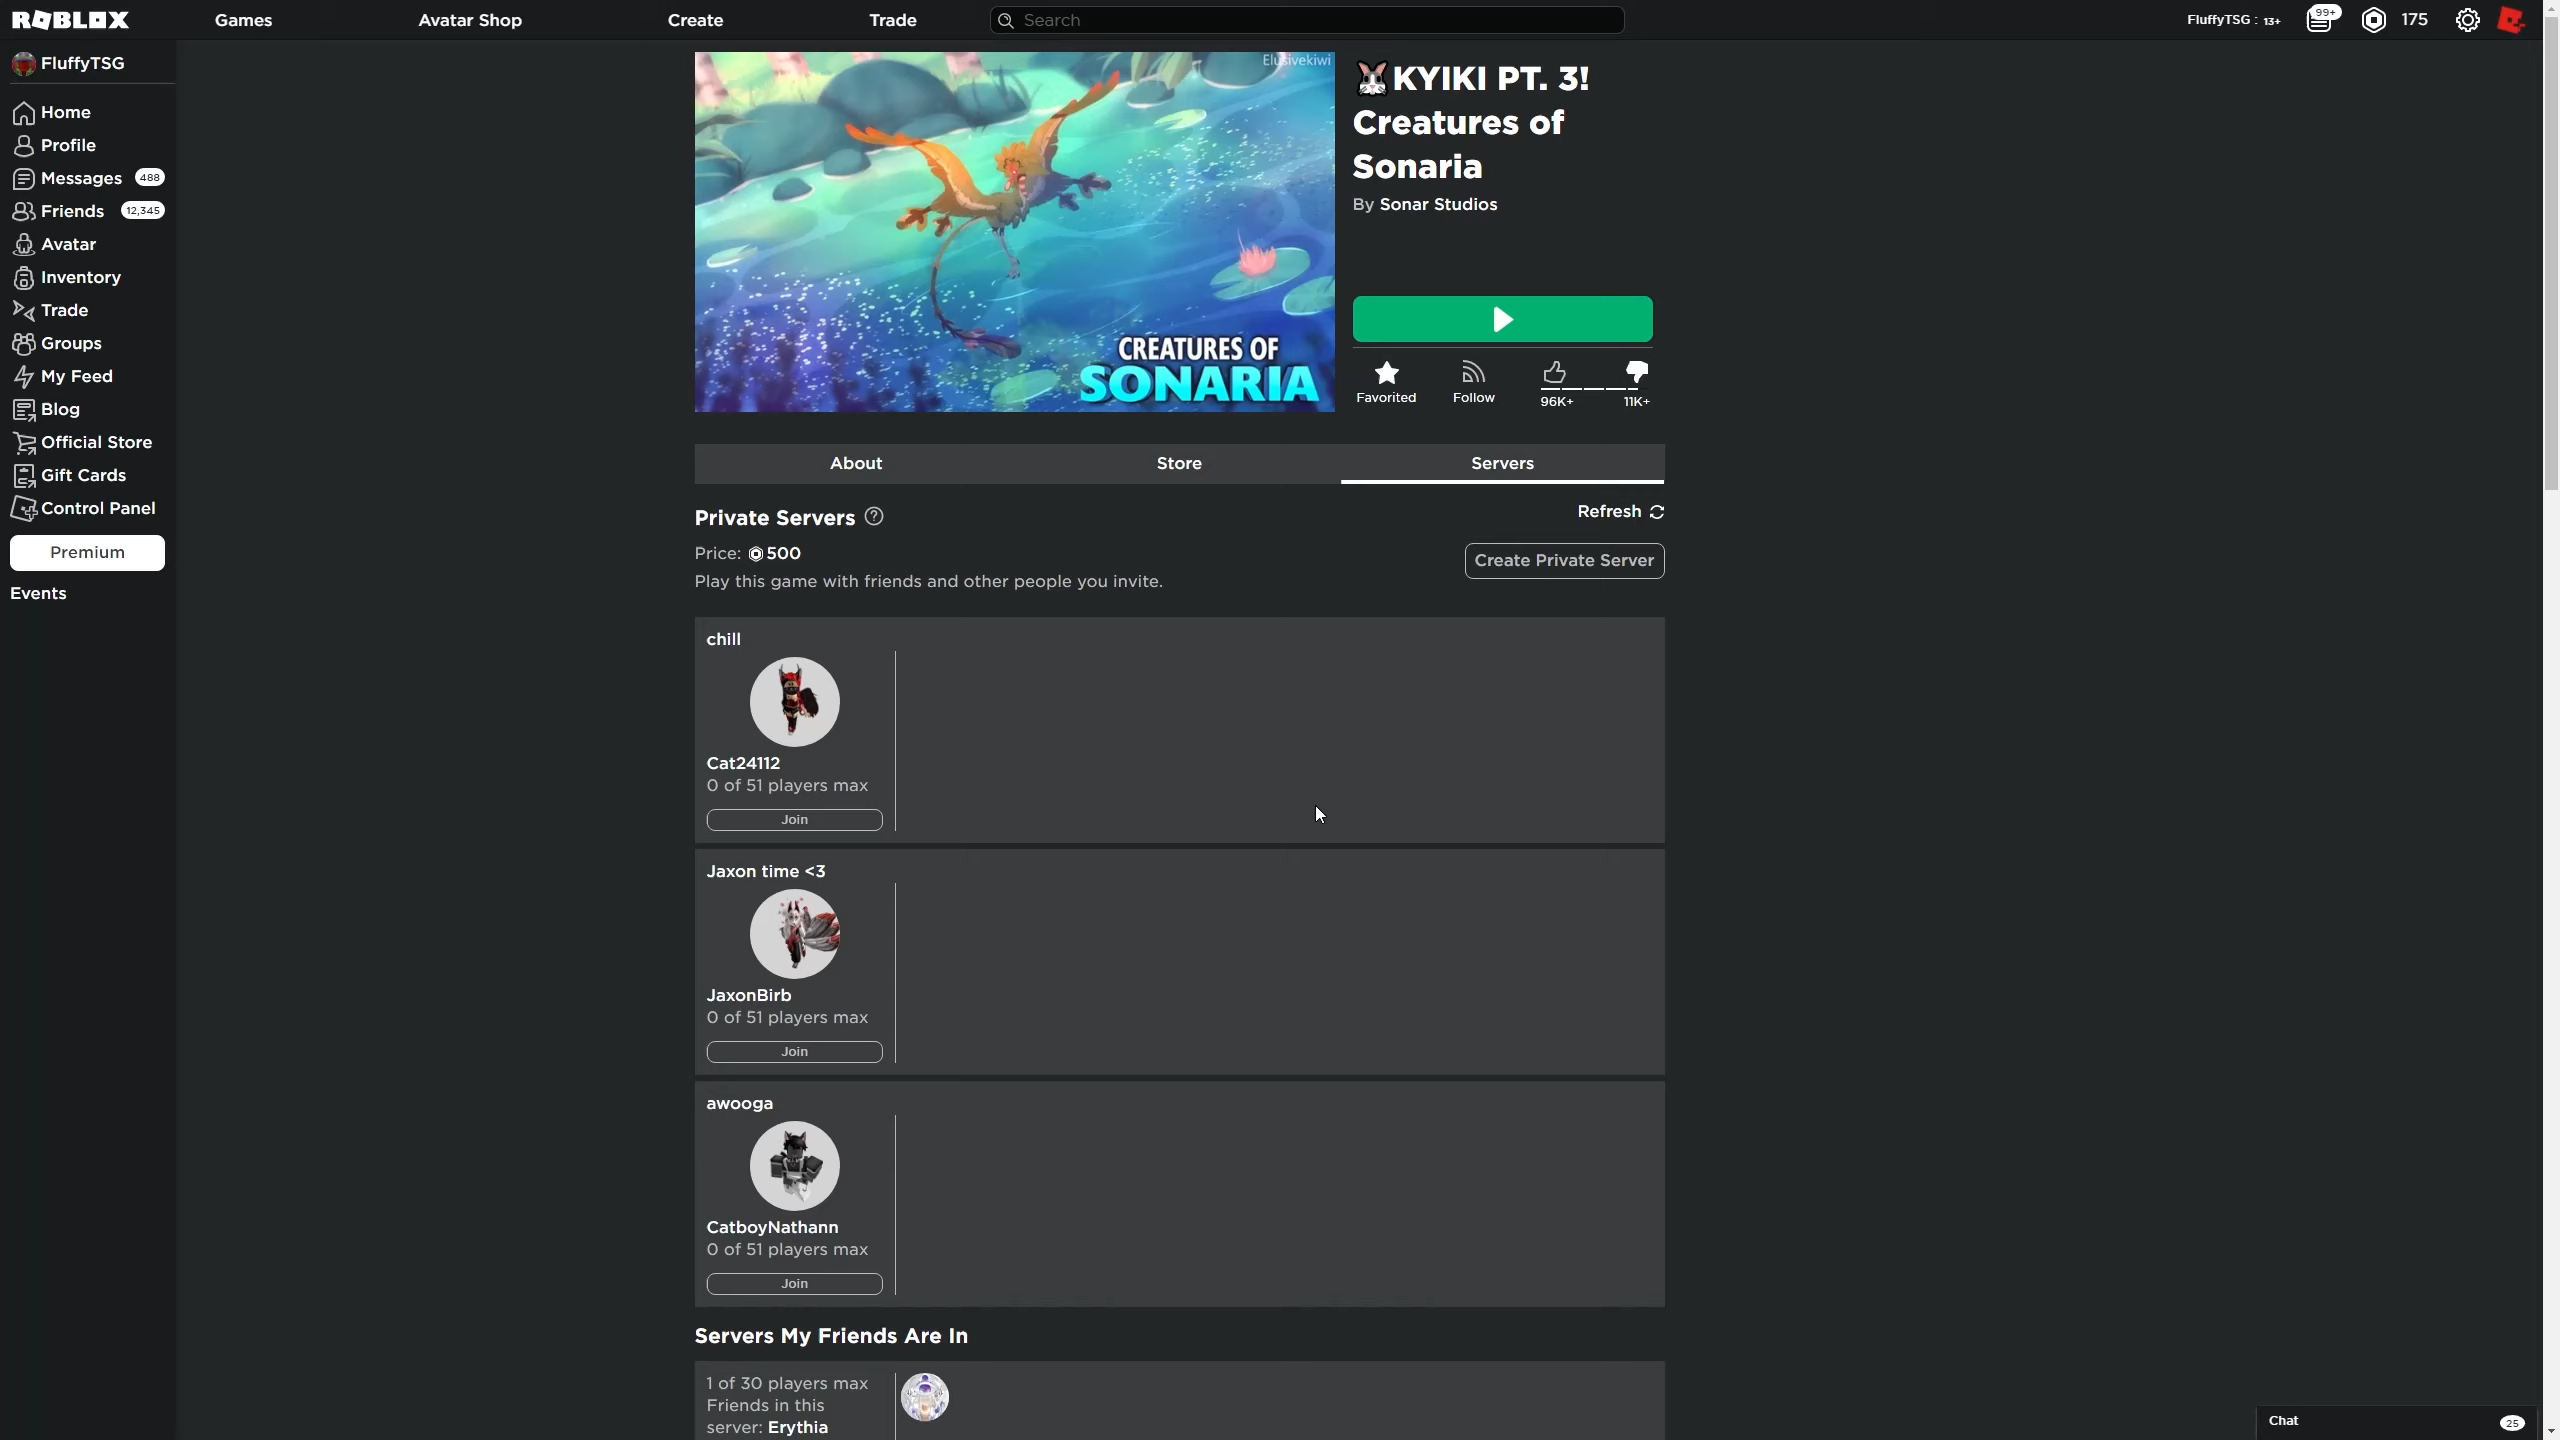 ROBLOX
Games
Avatar Shop
Create
Trade
Search
FluffyTSG : 13+
99+
175
FluffyTSG
Home
Profile
Messages 488
Friends 12,345
Avatar
Inventory
Trade
Groups
My Feed
Blog
Official Store
Gift Cards
Control Panel
Premium
Events
Elusivekiwi
CREATURES OF
SONARIA
KYIKI PT. 3!
Creatures of
Sonaria
By Sonar Studios
Favorited
Follow
96K+
11K+
About
Store
Servers
Private Servers ?
Refresh
Price: 500
Create Private Server
Play this game with friends and other people you invite.
chill
Cat24112
0 of 51 players max
Join
Jaxon time <3
JaxonBirb
0 of 51 players max
Join
awooga
CatboyNathann
0 of 51 players max
Join
Servers My Friends Are In
1 of 30 players max
Friends in this
server: Erythia
Chat 25